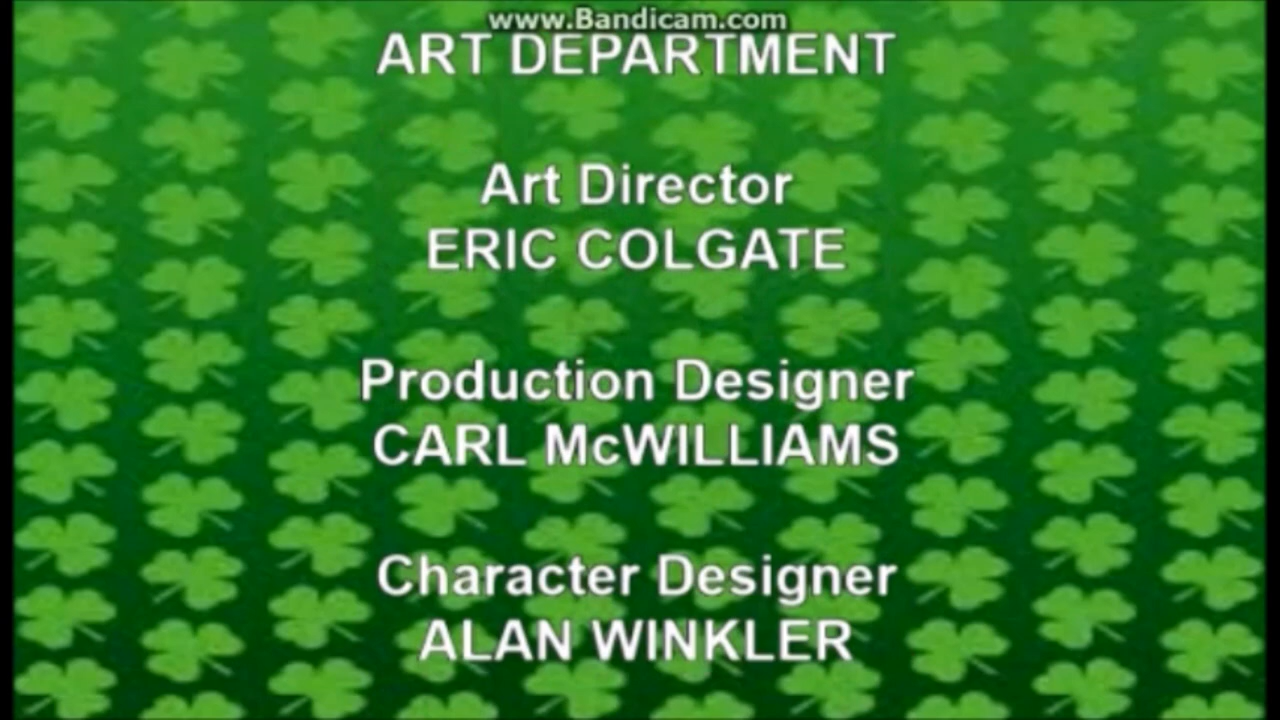 www.Bandicam.com
ART DEPARTMENT
Art Director
ERIC COLGATE
Production Designer
CARL McWILLIAMS
Character Designer
ALAN WINKLER